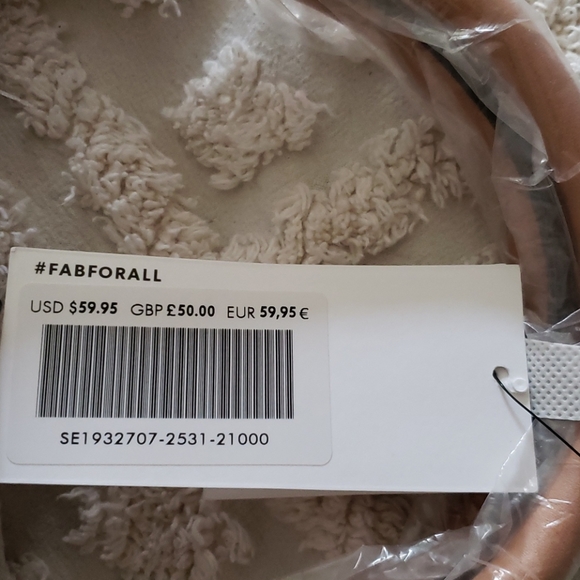 #FABFORALL
USD $59.95 GBP £50.00 EUR 59,95 €
SE1932707-2531-21000